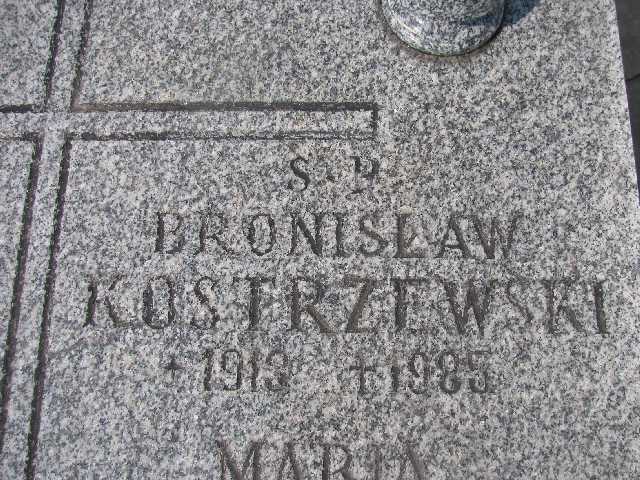 Ś. P.
BRONISŁAW
KOSTRZEWSKI
* 1913 + 1985
MARIA